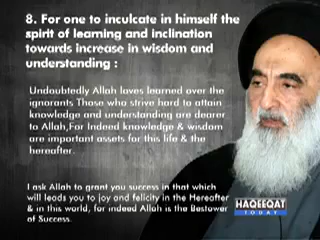 8. For one to inculcate in himself the
spirit of learning and inclination
towards increase in wisdom and
understanding :
Undoubtedly Allah loves learned over the
ignorants Those who strive hard to attain
knowledge and understanding are dearer
to Allah,For Indeed knowledge & wisdom
are important assets for this life & the
hereafter.
I ask Allah to grant you success in that which
will leads you to joy and felicity in the Hereafter
& in this world, for indeed Allah is the Bestower
of Success.
HAQEEQAT
TODAY